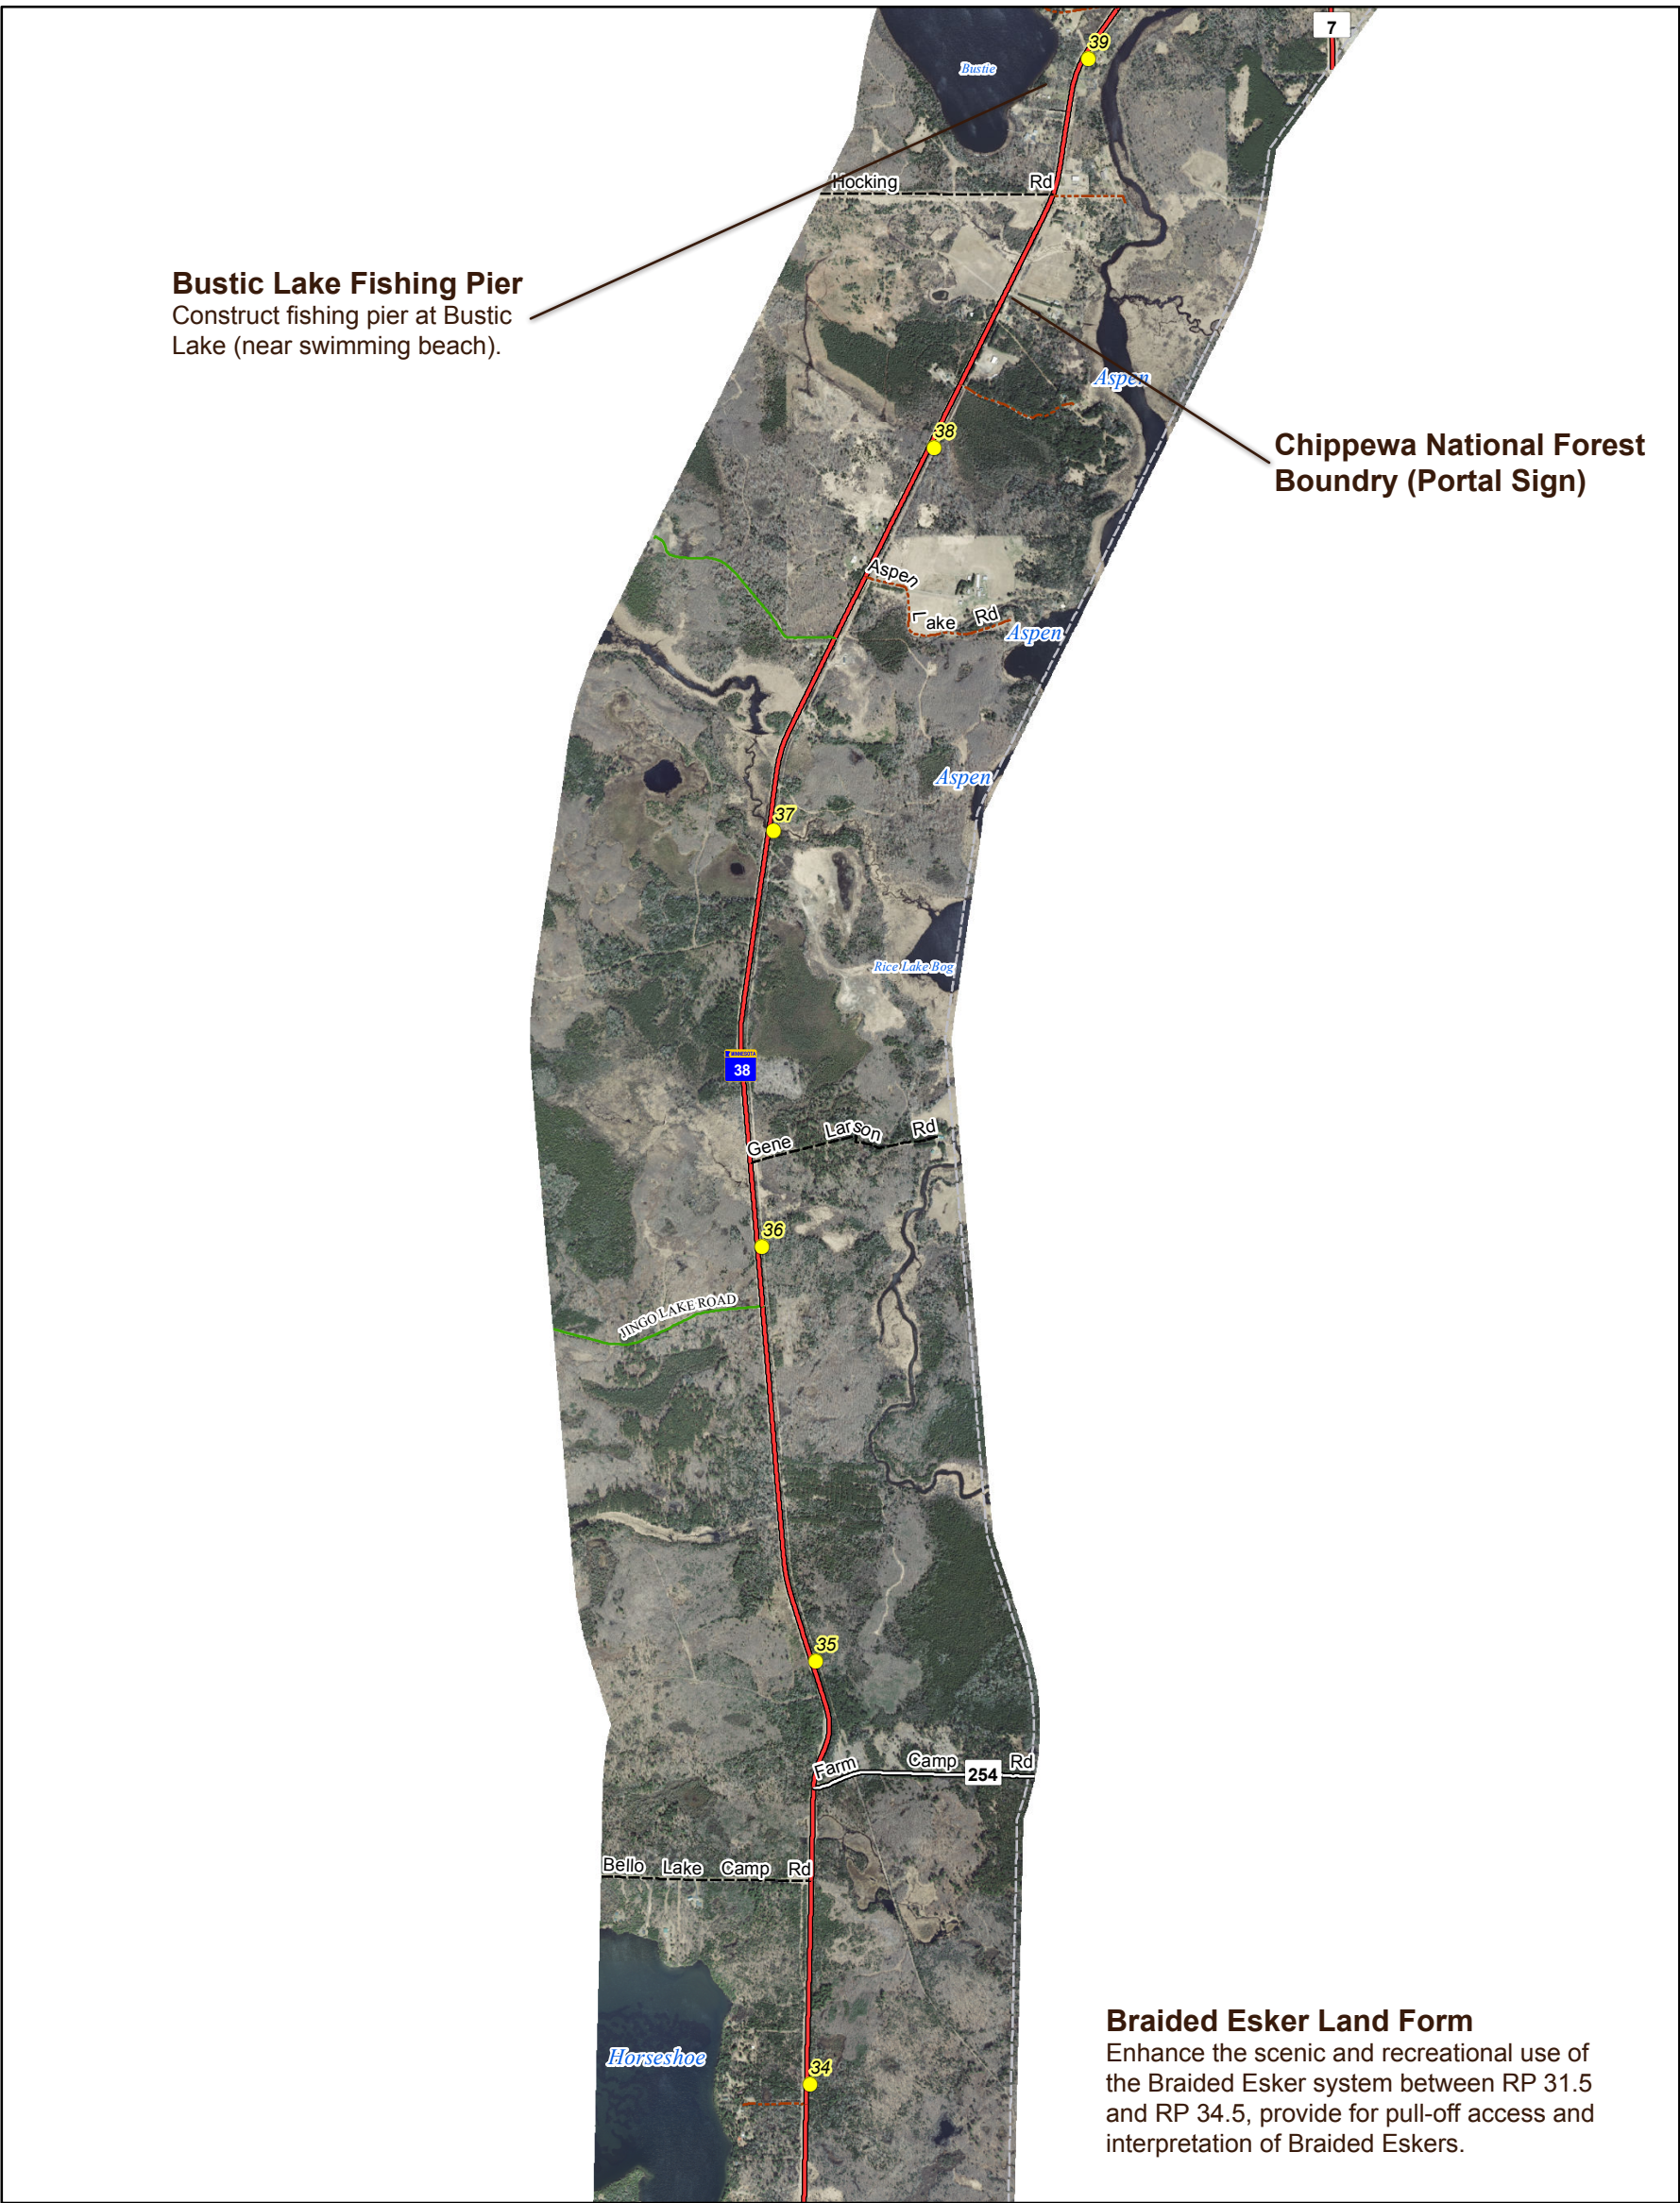 7
39
Bustie
Hocking Rd
Bustic Lake Fishing Pier
Construct fishing pier at Bustic
Lake (near swimming beach).
Aspen
38
Chippewa National Forest
Boundry (Portal Sign)
Aspen Lake Rd
Aspen
Aspen
37
Rice Lake Bog
MINNESOTA
38
Gene Larson Rd
36
JINGO LAKE ROAD
35
Farm Camp Rd
254
Bello Lake Camp Rd
Horseshoe
34
Braided Esker Land Form
Enhance the scenic and recreational use of
the Braided Esker system between RP 31.5
and RP 34.5, provide for pull-off access and
interpretation of Braided Eskers.